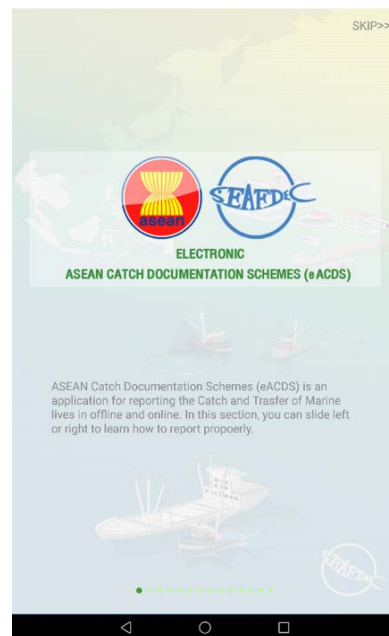 SKIP>>
asean
SEAFDEC
ELECTRONIC
ASEAN CATCH DOCUMENTATION SCHEMES (eACDS)
ASEAN Catch Documentation Schemes (eACDS) is an
application for reporting the Catch and Trasfer of Marine
lives in offline and online. In this section, you can slide left
or right to learn how to report propoerly.